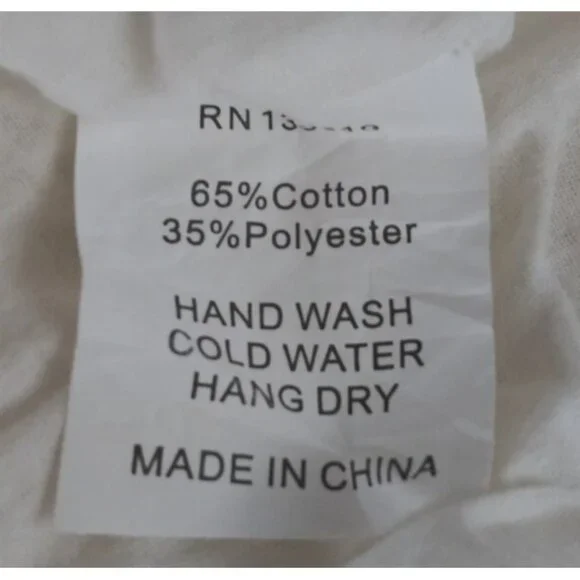 RN
65%Cotton
35%Polyester
HAND WASH
COLD WATER
HANG DRY
MADE IN CHINA